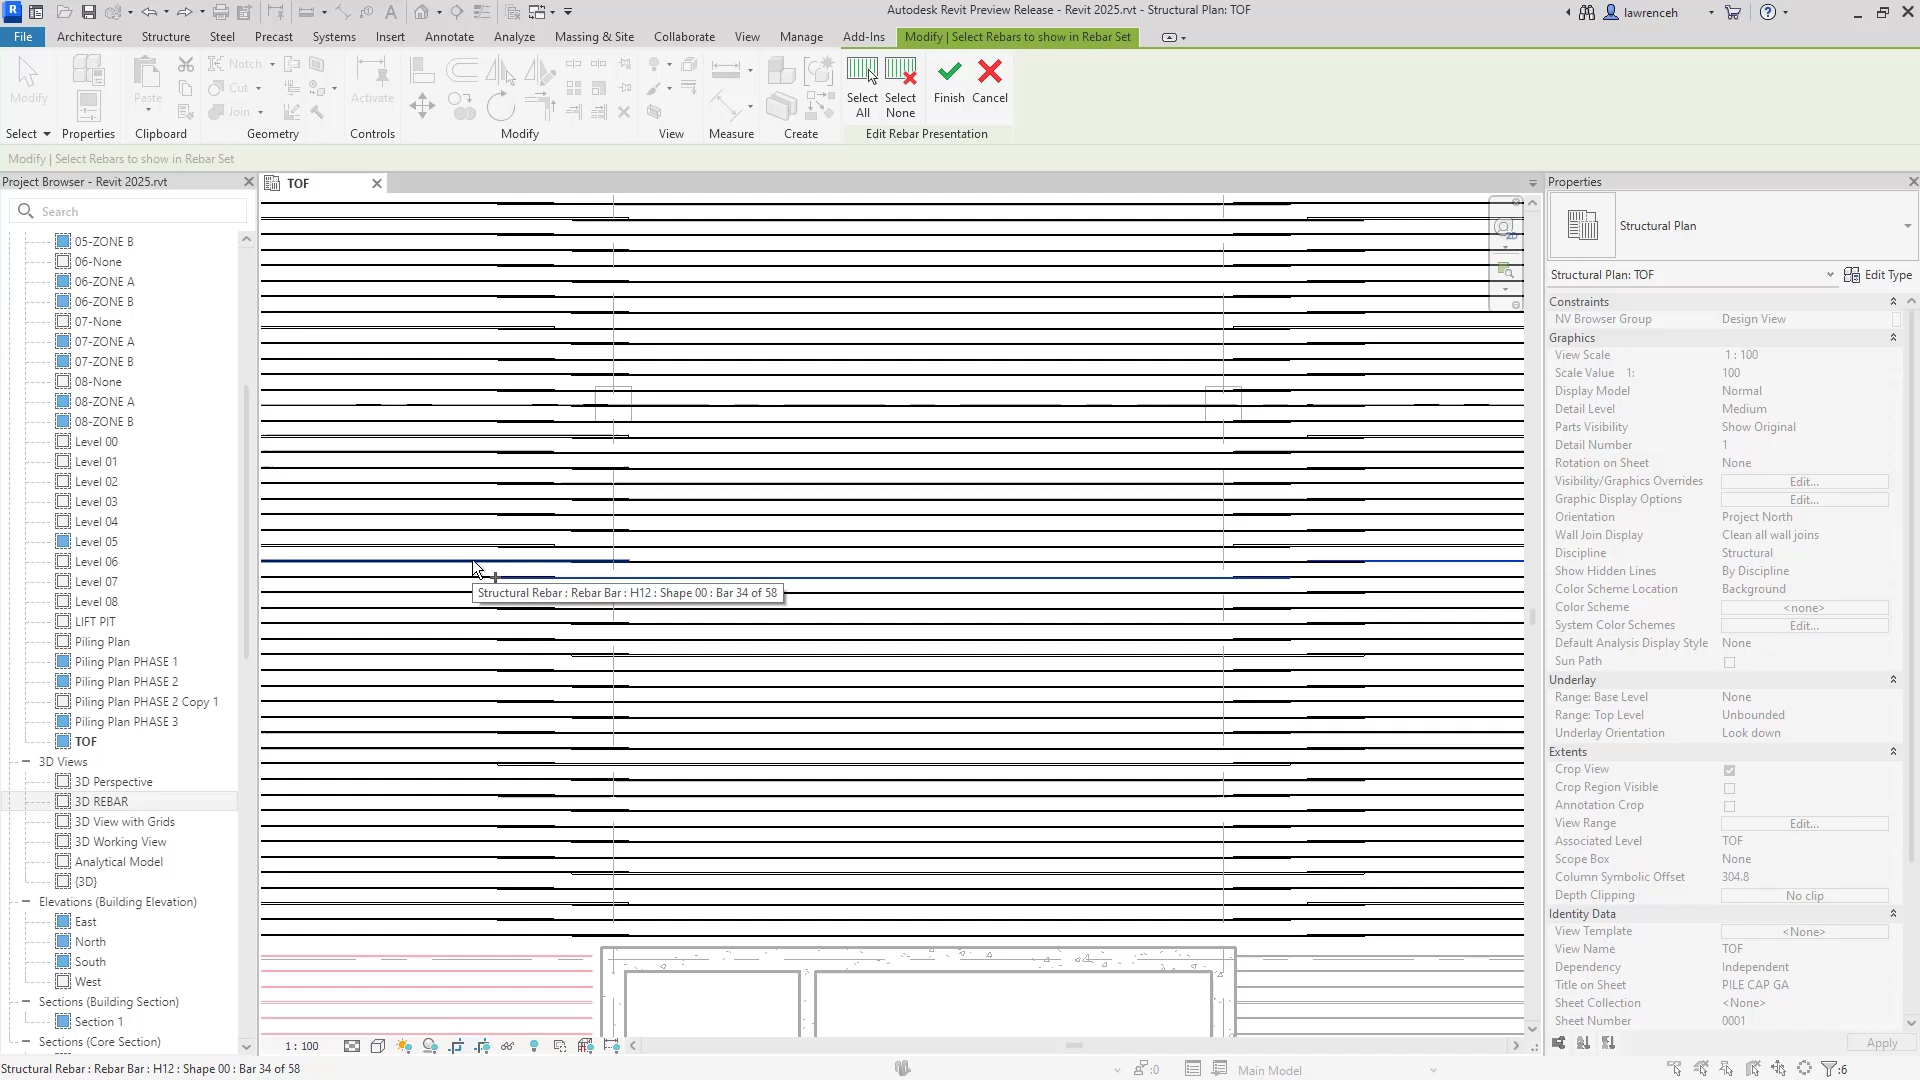 Autodesk Revit Preview Release - Revit 2025.rvt - Structural Plan: TOF
lawrenceh
File
Architecture
Structure
Steel
Precast
Systems
Insert
Annotate
Analyze
Massing & Site
Collaborate
View
Manage
Add-Ins
Modify | Select Rebars to show in Rebar Set
Modify
Paste
Notch
Cut
Join
Activate
Select All
Select None
Finish
Cancel
Select
Properties
Clipboard
Geometry
Controls
Modify
View
Measure
Create
Edit Rebar Presentation
Modify | Select Rebars to show in Rebar Set
Project Browser - Revit 2025.rvt
Search
05-ZONE B
06-None
06-ZONE A
06-ZONE B
07-None
07-ZONE A
07-ZONE B
08-None
08-ZONE A
08-ZONE B
Level 00
Level 01
Level 02
Level 03
Level 04
Level 05
Level 06
Level 07
Level 08
LIFT PIT
Piling Plan
Piling Plan PHASE 1
Piling Plan PHASE 2
Piling Plan PHASE 2 Copy 1
Piling Plan PHASE 3
TOF
3D Views
3D Perspective
3D REBAR
3D View with Grids
3D Working View
Analytical Model
{3D}
Elevations (Building Elevation)
East
North
South
West
Sections (Building Section)
Section 1
Sections (Core Section)
TOF
2D
Structural Rebar : Rebar Bar : H12 : Shape 00 : Bar 34 of 58
1 : 100
Properties
Structural Plan
Structural Plan: TOF
Edit Type
Constraints
NV Browser Group Design View
Graphics
View Scale 1 : 100
Scale Value 1: 100
Display Model Normal
Detail Level Medium
Parts Visibility Show Original
Detail Number 1
Rotation on Sheet None
Visibility/Graphics Overrides Edit...
Graphic Display Options Edit...
Orientation Project North
Wall Join Display Clean all wall joins
Discipline Structural
Show Hidden Lines By Discipline
Color Scheme Location Background
Color Scheme <none>
System Color Schemes Edit...
Default Analysis Display Style None
Sun Path
Underlay
Range: Base Level None
Range: Top Level Unbounded
Underlay Orientation Look down
Extents
Crop View
Crop Region Visible
Annotation Crop
View Range Edit...
Associated Level TOF
Scope Box None
Column Symbolic Offset 304.8
Depth Clipping No clip
Identity Data
View Template <None>
View Name TOF
Dependency Independent
Title on Sheet PILE CAP GA
Sheet Collection <None>
Sheet Number 0001
Apply
Structural Rebar : Rebar Bar : H12 : Shape 00 : Bar 34 of 58
:0
Main Model
:6